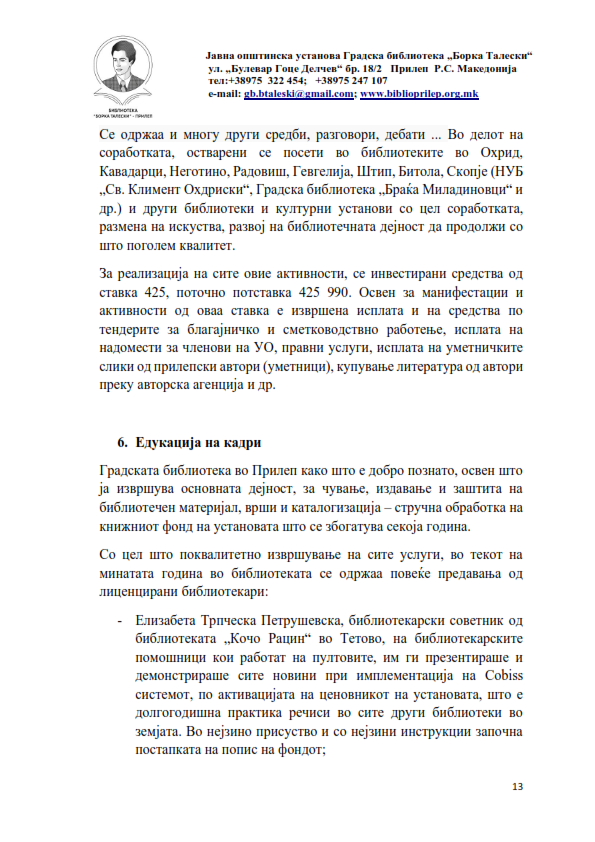 Јавна општинска установа Градска библиотека „Борка Талески“
ул. „Булевар Гоце Делчев“ бр. 18/2 Прилеп Р.С. Македонија
тел:+38975 322 454; +38975 247 107
e-mail: gb.btaleski@gmail.com; www.biblioprilep.org.mk
БИБЛИОТЕКА
"БОРКА ТАЛЕСКИ" - ПРИЛЕП
Се одржаа и многу други средби, разговори, дебати ... Во делот на
соработката, остварени се посети во библиотеките во Охрид,
Кавадарци, Неготино, Радовиш, Гевгелија, Штип, Битола, Скопје (НУБ
„Св. Климент Охдриски“, Градска библиотека „Браќа Миладиновци“ и
др.) и други библиотеки и културни установи со цел соработката,
размена на искуства, развој на библиотечната дејност да продолжи со
што поголем квалитет.
За реализација на сите овие активности, се инвестирани средства од
ставка 425, поточно потставка 425 990. Освен за манифестации и
активности од оваа ставка е извршена исплата и на средства по
тендерите за благајничко и сметководствно работење, исплата на
надомести за членови на УО, правни услуги, исплата на уметничките
слики од прилепски автори (уметници), купување литература од автори
преку авторска агенција и др.
6. Едукација на кадри
Градската библиотека во Прилеп како што е добро познато, освен што
ја извршува основната дејност, за чување, издавање и заштита на
библиотечен материјал, врши и каталогизација – стручна обработка на
книжниот фонд на установата што се збогатува секоја година.
Со цел што поквалитетно извршување на сите услуги, во текот на
минатата година во библиотеката се одржаа повеќе предавања од
лиценцирани библиотекари:
- Елизабета Трпческа Петрушевска, библиотекарски советник од
библиотеката „Кочо Рацин“ во Тетово, на библиотекарските
помошници кои работат на пултовите, им ги презентираше и
демонстрираше сите новини при имплементација на Cobiss
системот, по активацијата на ценовникот на установата, што е
долгогодишна практика речиси во сите други библиотеки во
земјата. Во нејзино присуство и со нејзини инструкции започна
постапката на попис на фондот;
13